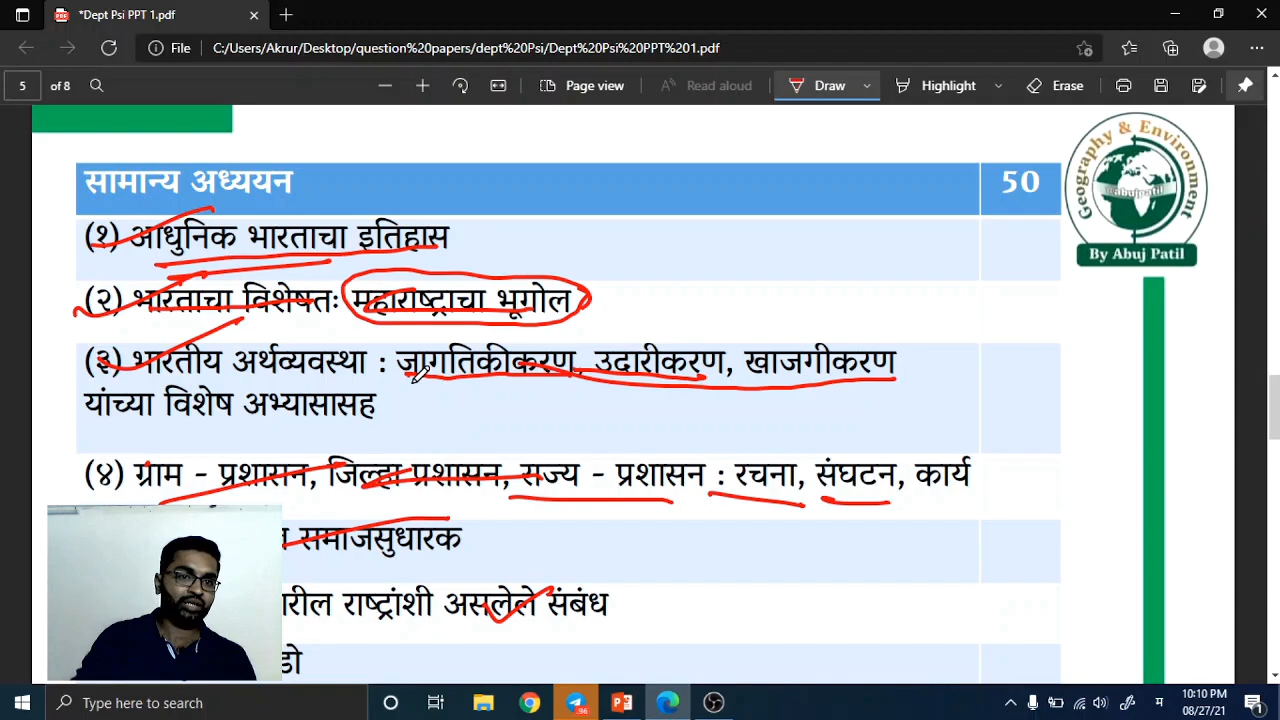 *Dept Psi PPT 1.pdf
File C:/Users/Akrur/Desktop/question%20papers/dept%20Psi/Dept%20Psi%20PPT%201.pdf
5 of 8 Page view Read aloud Draw Highlight Erase
सामान्य अध्ययन 50
(१) आधुनिक भारताचा इतिहास
(२) भारताचा विशेषतः महाराष्ट्राचा भूगोल
(३) भारतीय अर्थव्यवस्था : जागतिकीकरण, उदारीकरण, खाजगीकरण
यांच्या विशेष अभ्यासासह
(४) ग्राम - प्रशासन, जिल्हा प्रशासन, राज्य - प्रशासन : रचना, संघटन, कार्य
समाजसुधारक
राष्ट्रांशी असलेले संबंध
Geography & Environment
@abujpatil
By Abuj Patil
Type here to search
96
म
10:10 PM
08/27/21
1